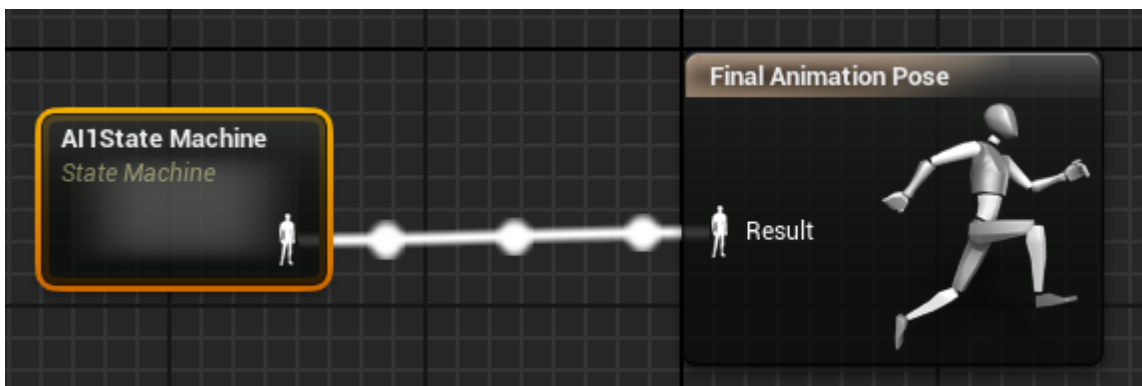 AI1State Machine
State Machine
Final Animation Pose
Result